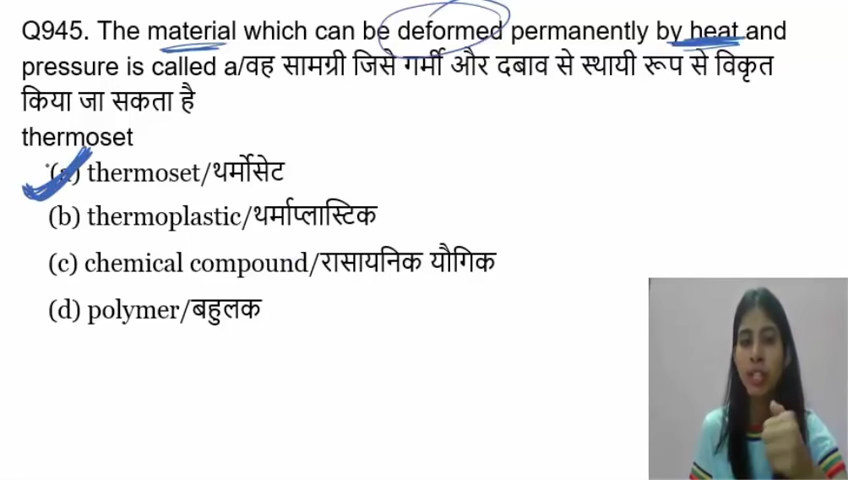 Q945. The material which can be deformed permanently by heat and
pressure is called a/वह सामग्री जिसे गर्मी और दबाव से स्थायी रूप से विकृत
किया जा सकता है
thermoset
(a) thermoset/थर्मोसेट
(b) thermoplastic/थर्माप्लास्टिक
(c) chemical compound/रासायनिक यौगिक
(d) polymer/बहुलक